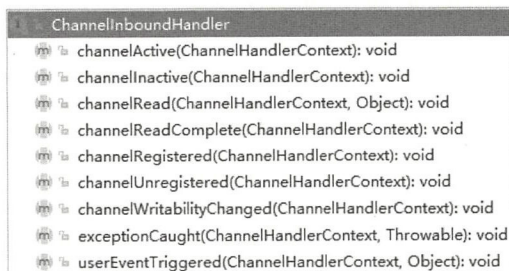 ChannelInboundHandler
channelActive(ChannelHandlerContext): void
channelInactive(ChannelHandlerContext): void
channelRead(ChannelHandlerContext, Object): void
channelReadComplete(ChannelHandlerContext): void
channelRegistered(ChannelHandlerContext): void
channelUnregistered(ChannelHandlerContext): void
channelWritabilityChanged(ChannelHandlerContext): void
exceptionCaught(ChannelHandlerContext, Throwable): void
userEventTriggered(ChannelHandlerContext, Object): void